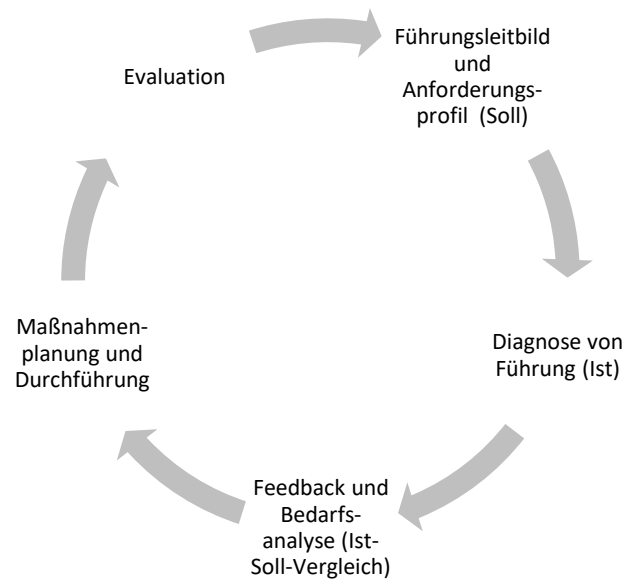 Evaluation
Führungsleitbild
und
Anforderungs-
profil (Soll)
Diagnose von
Führung (Ist)
Feedback und
Bedarfs-
analyse (Ist-
Soll-Vergleich)
Maßnahmen-
planung und
Durchführung